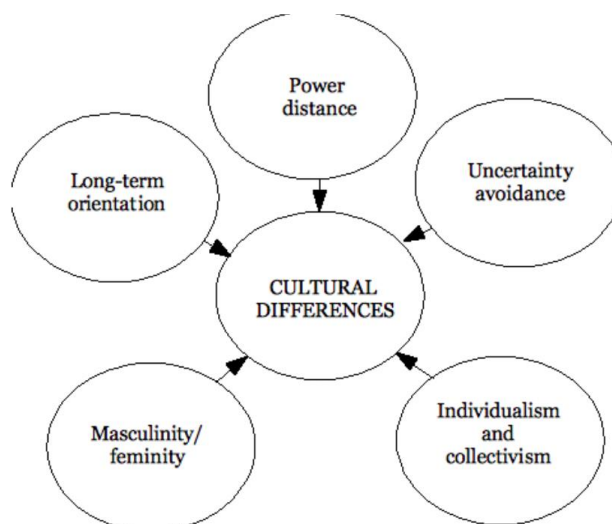 Power
distance
Long-term
orientation
Uncertainty
avoidance
CULTURAL
DIFFERENCES
Masculinity/
feminity
Individualism
and
collectivism